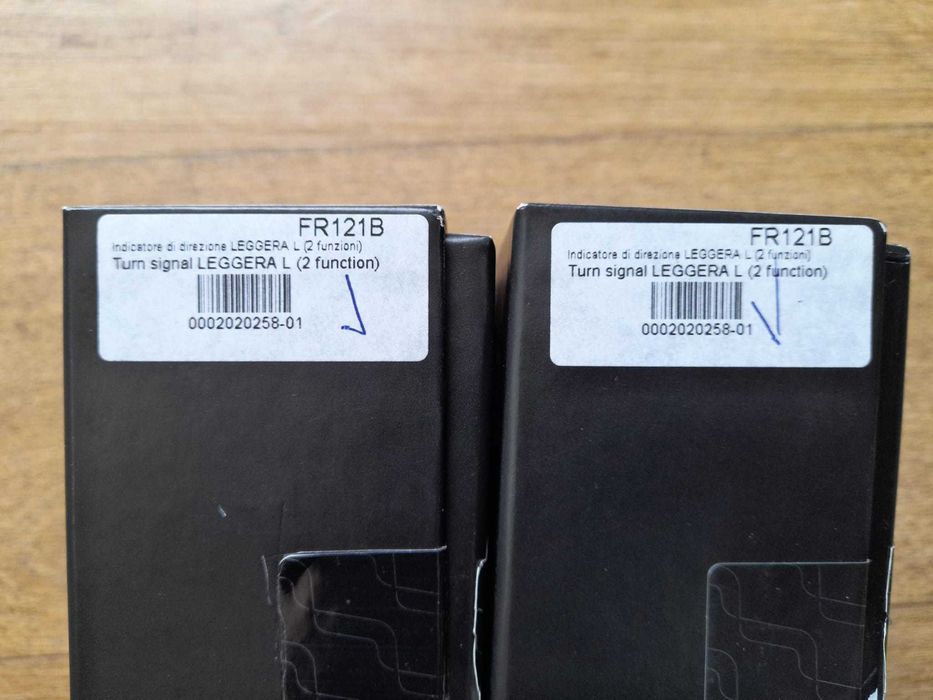 FR121B
Indicatore di direzione LEGGERA L (2 funzioni)
Turn signal LEGGERA L (2 function)
0002020258-01
FR121B
Indicatore di direzione LEGGERA L (2 funzioni)
Turn signal LEGGERA L (2 function)
0002020258-01